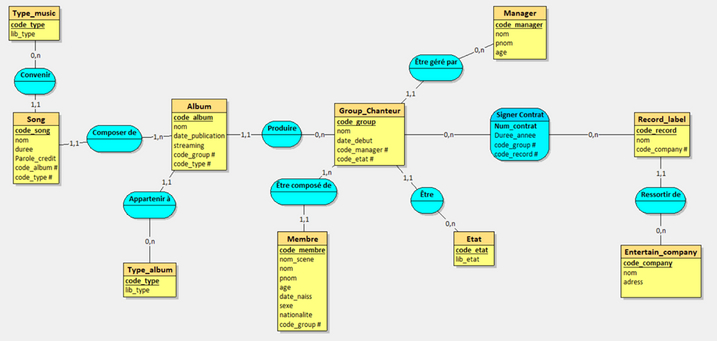 Type_music
code_type
lib_type
0,n
Convenir
1,1
Song
code_song
nom
duree
Parole_credit
code_album #
code_type #
1,1
Composer de
1,n
Album
code_album
nom
date_publication
streaming
code_group #
code_type #
1,1
Appartenir à
0,n
Type_album
code_type
lib_type
1,1
Produire
0,n
Group_Chanteur
code_group
nom
date_debut
code_manager #
code_etat #
1,1
Être géré par
0,n
Manager
code_manager
nom
pnom
age
1,n
Être composé de
1,1
Membre
code_membre
nom_scene
nom
pnom
age
date_naiss
sexe
nationalite
code_group #
1,1
Être
0,n
Etat
code_etat
lib_etat
0,n
Signer Contrat
Num_contrat
Duree_annee
code_group #
code_record #
0,n
Record_label
code_record
nom
code_company #
1,1
Ressortir de
0,n
Entertain_company
code_company
nom
adress